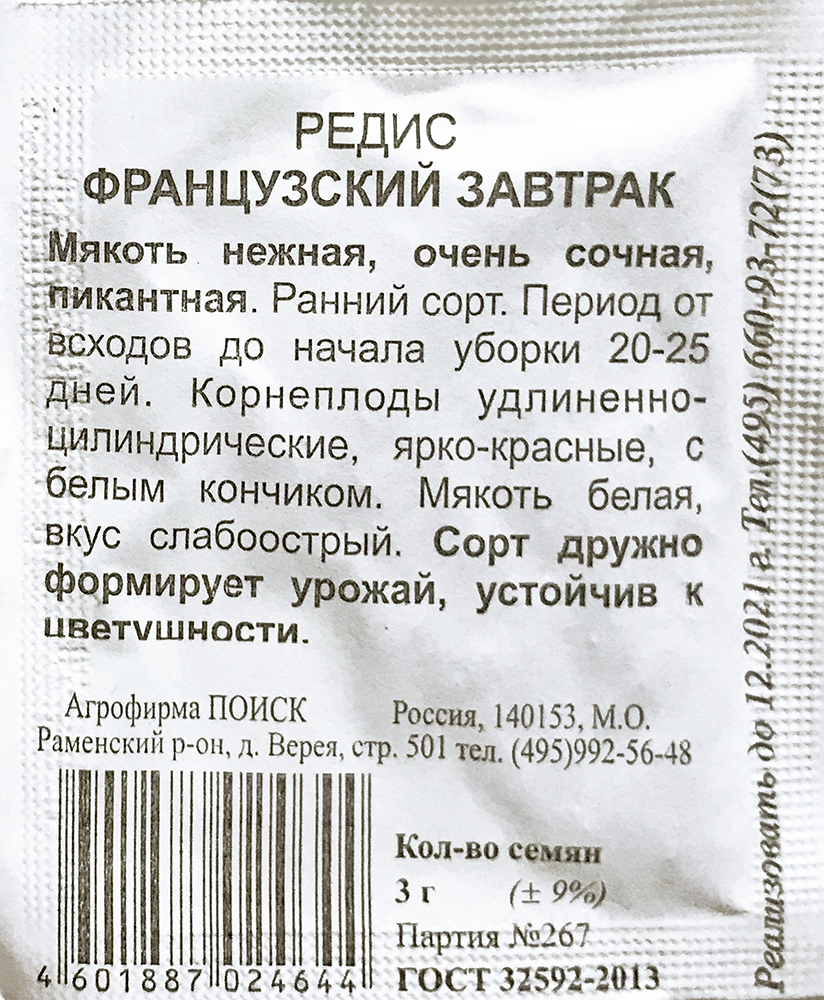 РЕДИС
ФРАНЦУЗСКИЙ ЗАВТРАК
Мякоть нежная, очень сочная,
пикантная. Ранний сорт. Период от
всходов до начала уборки 20-25
дней. Корнеплоды удлиненно-
цилиндрические, ярко-красные, с
белым кончиком. Мякоть белая,
вкус слабоострый. Сорт дружно
формирует урожай, устойчив к
цветушности.
Агрофирма ПОИСК Россия, 140153, М.О.
Раменский р-он, д. Верея, стр. 501 тел. (495)992-56-48
Кол-во семян
3 г (± 9%)
Партия №267
ГОСТ 32592-2013
4 601887 024644
Реализовать до 12.2021 г. Тел.(495) 660-93-72(73)